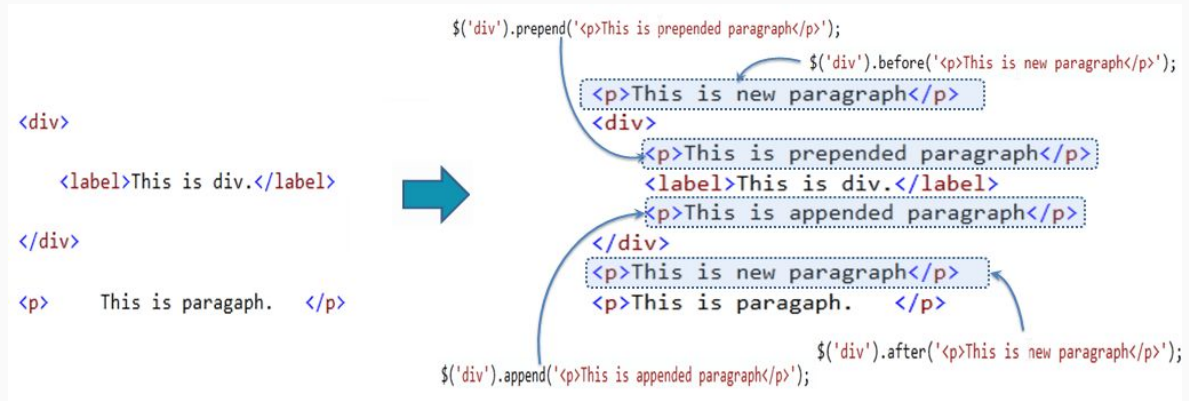 $('div').prepend('<p>This is prepended paragraph</p>');
$('div').before('<p>This is new paragraph</p>');
<div>
<label>This is div.</label>
</div>
<p> This is paragaph. </p>
<p>This is new paragraph</p>
<div>
<p>This is prepended paragraph</p>
<label>This is div.</label>
<p>This is appended paragraph</p>
</div>
<p>This is new paragraph</p>
<p>This is paragaph. </p>
$('div').after('<p>This is new paragraph</p>');
$('div').append('<p>This is appended paragraph</p>');